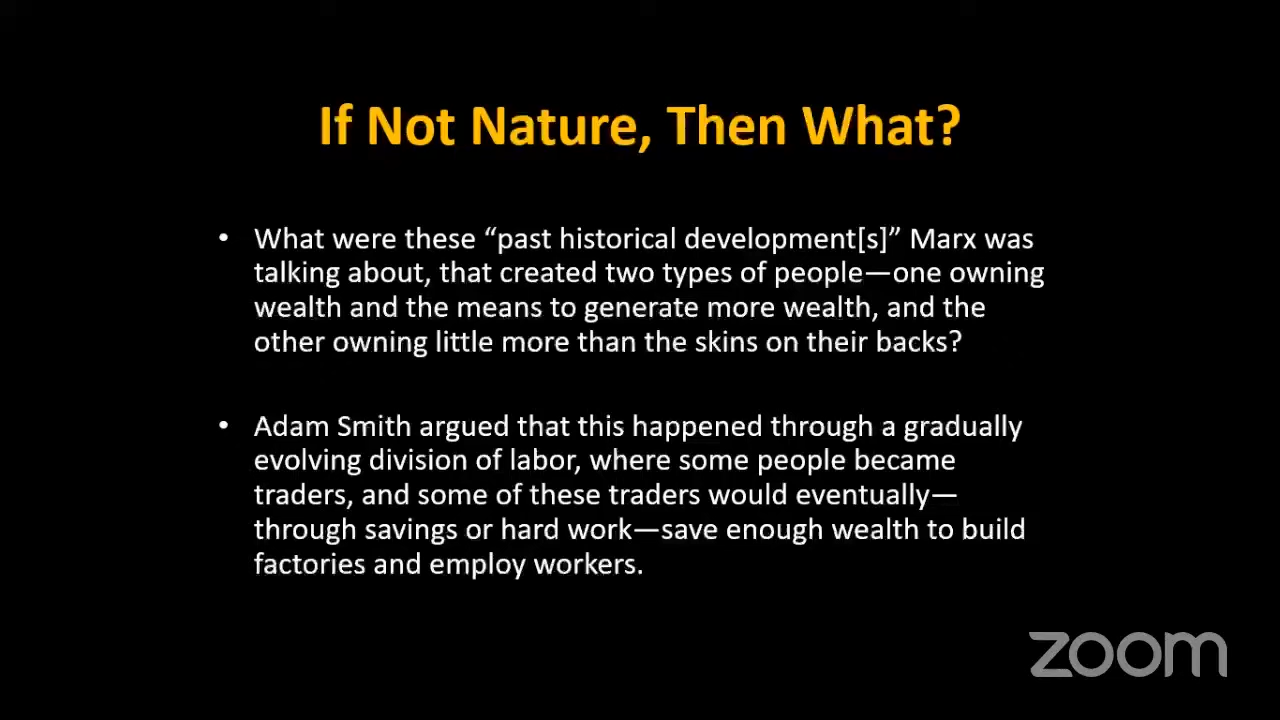 If Not Nature, Then What?
• What were these “past historical development[s]” Marx was
talking about, that created two types of people—one owning
wealth and the means to generate more wealth, and the
other owning little more than the skins on their backs?
• Adam Smith argued that this happened through a gradually
evolving division of labor, where some people became
traders, and some of these traders would eventually—
through savings or hard work—save enough wealth to build
factories and employ workers.
zoom